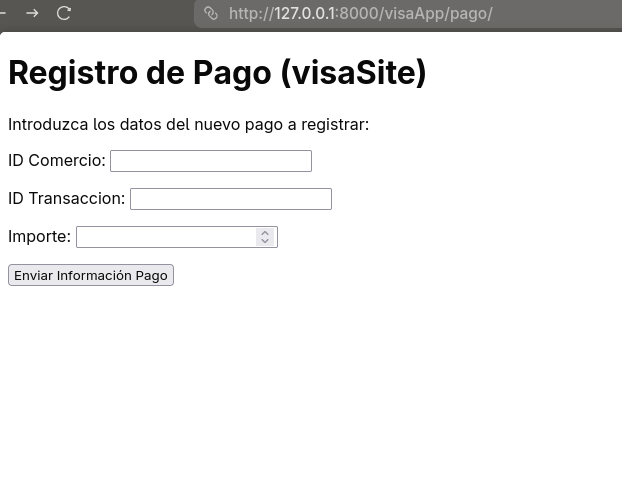 http://127.0.0.1:8000/visaApp/pago/
Registro de Pago (visaSite)
Introduzca los datos del nuevo pago a registrar:
ID Comercio:
ID Transaccion:
Importe:
Enviar Información Pago